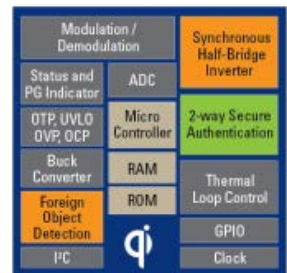 Modulation /
Demodulation
Synchronous
Half-Bridge
Inverter
Status and
PG Indicator
ADC
OTP, UVLO
OVP, OCP
Micro
Controller
2-way Secure
Authentication
Buck
Converter
RAM
Thermal
Loop Control
Foreign
Object
Detection
ROM
GPIO
I²C
qi
Clock